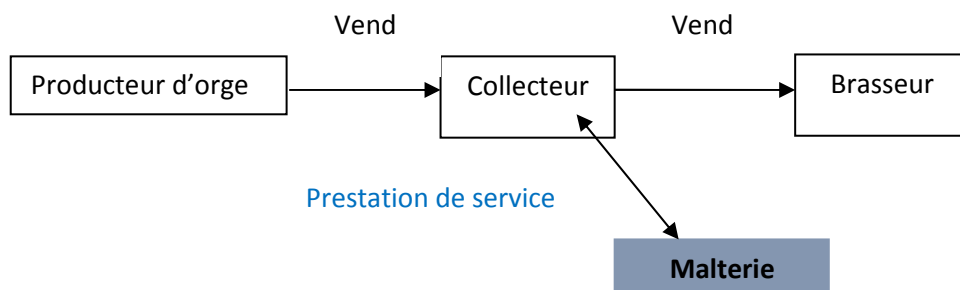 Vend
Vend
Producteur d'orge
Collecteur
Brasseur
Prestation de service
Malterie